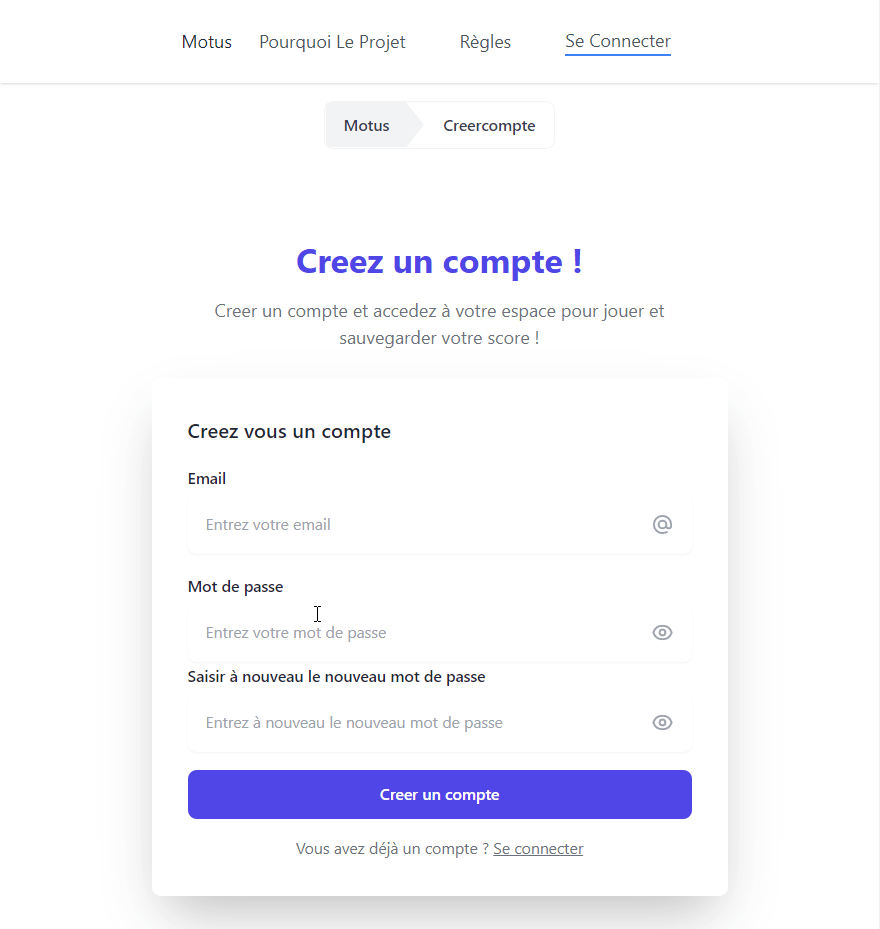 Motus Pourquoi Le Projet Règles Se Connecter
Motus Creercompte
Creez un compte !
Creer un compte et accedez à votre espace pour jouer et
sauvegarder votre score !
Creez vous un compte
Email
Entrez votre email
Mot de passe
Entrez votre mot de passe
Saisir à nouveau le nouveau mot de passe
Entrez à nouveau le nouveau mot de passe
Creer un compte
Vous avez déjà un compte ? Se connecter